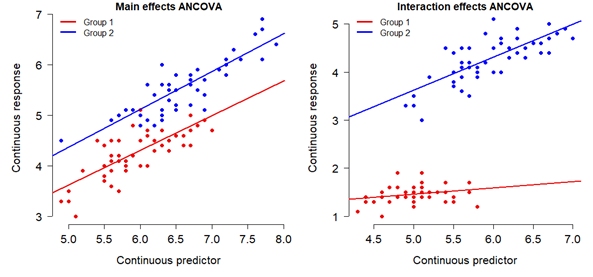 Main effects ANCOVA
Group 1
Group 2
7
6
5
4
3
Continuous response
5.0 5.5 6.0 6.5 7.0 7.5 8.0
Continuous predictor
Interaction effects ANCOVA
Group 1
Group 2
5
4
3
2
1
Continuous response
4.5 5.0 5.5 6.0 6.5 7.0
Continuous predictor